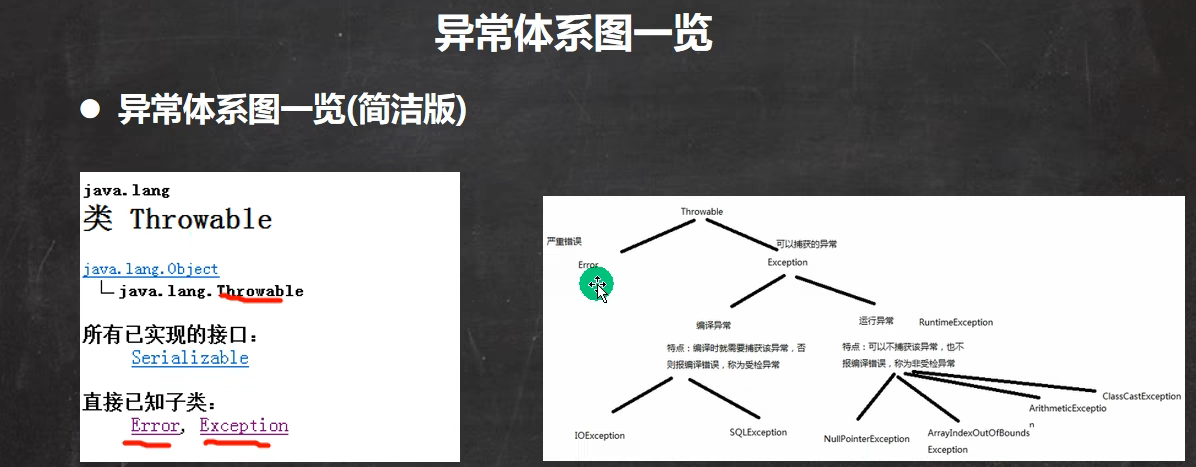 异常体系图一览
● 异常体系图一览(简洁版)
java.lang
类 Throwable
java.lang.Object
java.lang.Throwable
所有已实现的接口：
Serializable
直接已知子类：
Error, Exception
Throwable
严重错误
可以捕获的异常
Error
Exception
编译异常
运行异常
RuntimeException
特点：编译时就需要捕获该异常，否
则报编译错误，称为受检异常
特点：可以不捕获该异常，也不
报编译错误，称为非受检异常
IOException
SQLException
NullPointerException
ArrayIndexOutOfBounds
Exception
ArithmeticExceptio
n
ClassCastException